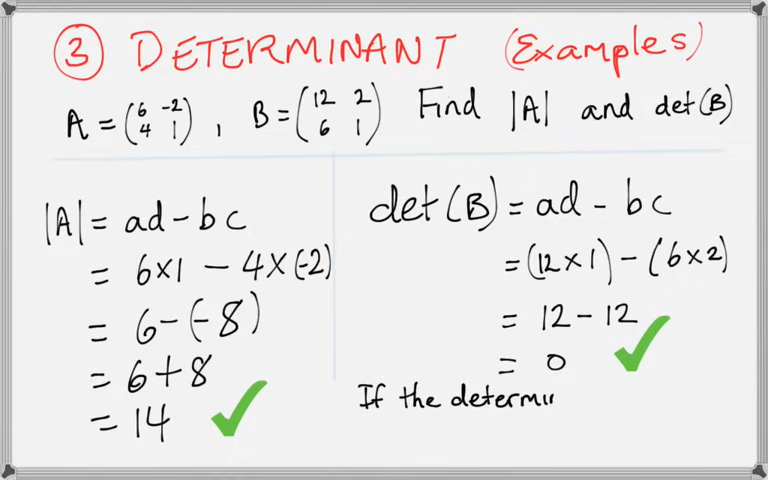 ③ DETERMINANT (Examples)
A = (6 -2 4 1), B = (12 2 6 1) Find |A| and det(B)
|A| = ad - bc
= 6×1 - 4×(-2)
= 6 - (-8)
= 6 + 8
= 14
det(B) = ad - bc
= (12×1) - (6×2)
= 12 - 12
= 0
If the determi